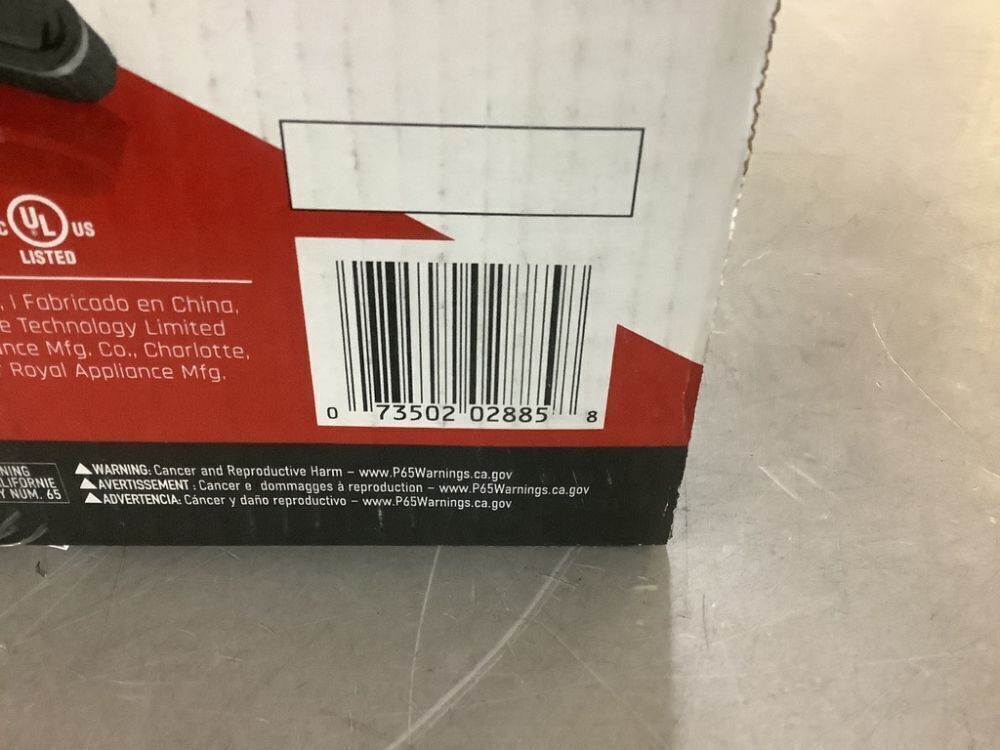 C UL US
LISTED
. I Fabricado en China,
e Technology Limited
ance Mfg. Co., Charlotte,
r Royal Appliance Mfg.
0 73502 02885 8
NING
LIFORNIE
Y NUM. 65
WARNING: Cancer and Reproductive Harm – www.P65Warnings.ca.gov
AVERTISSEMENT : Cancer e dommagges à reproduction – www.P65Warnings.ca.gov
ADVERTENCIA: Cáncer y daño reproductivo – www.P65Warnings.ca.gov